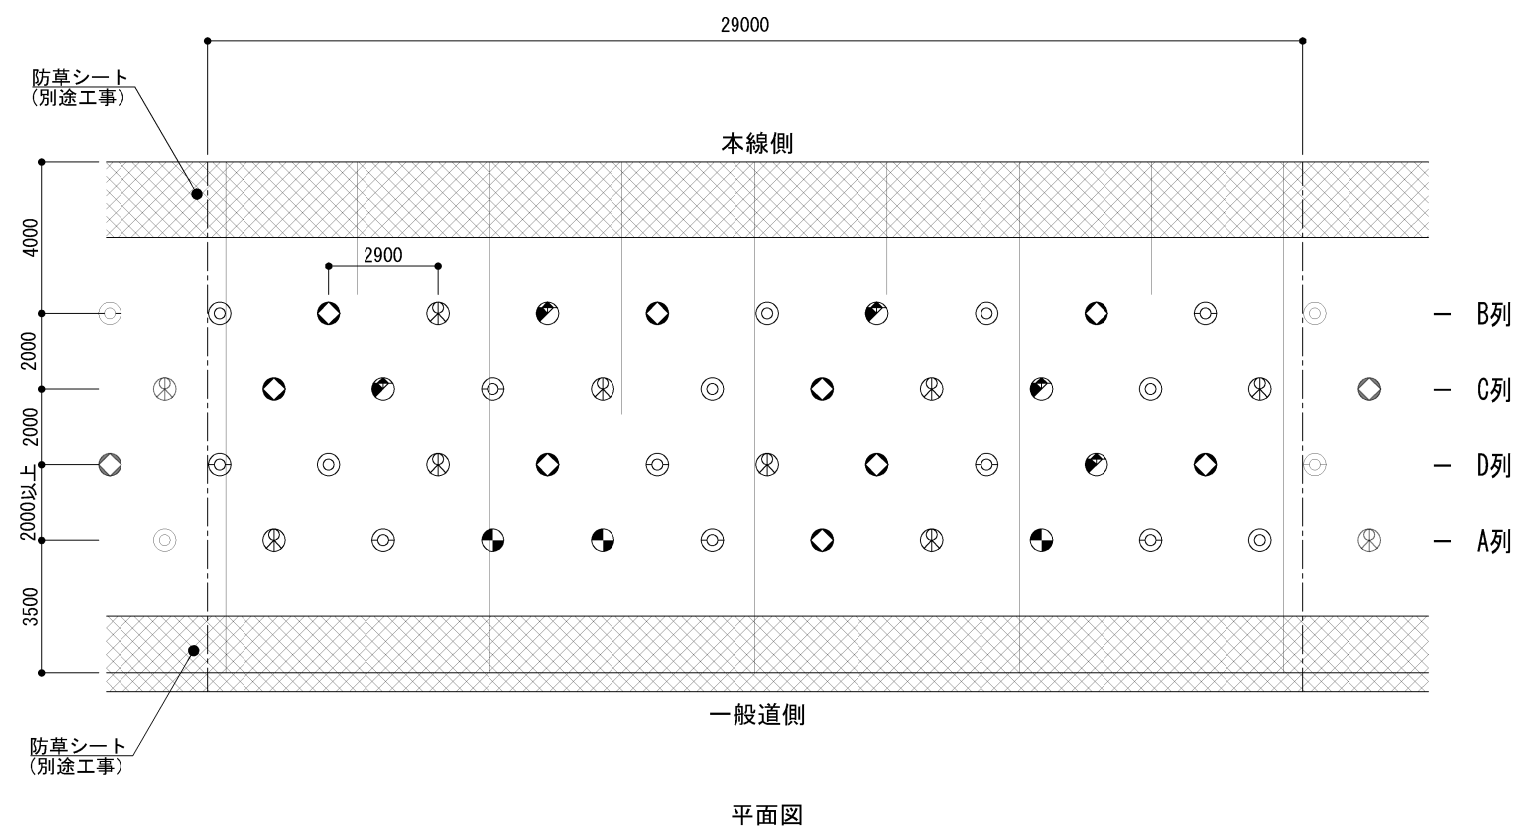 29000
防草シート
(別途工事)
本線側
4000
2900
B列
2000
C列
2000
D列
2000以上
A列
3500
一般道側
防草シート
(別途工事)
平面図